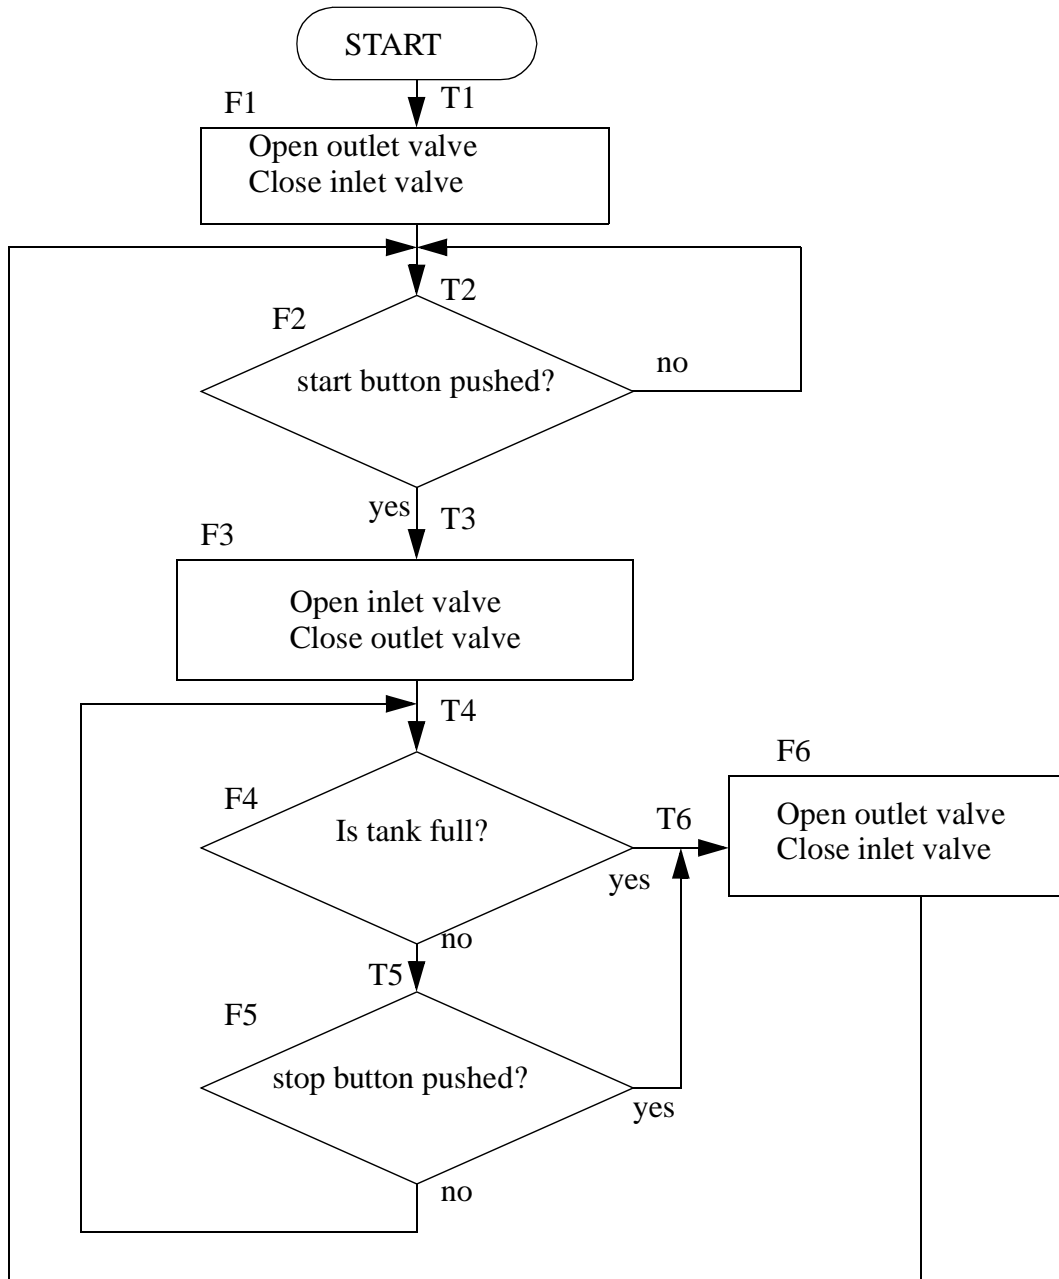 START
T1
F1
Open outlet valve
Close inlet valve
T2
F2
start button pushed?
no
yes
T3
F3
Open inlet valve
Close outlet valve
T4
F4
Is tank full?
yes
T6
F6
Open outlet valve
Close inlet valve
no
T5
F5
stop button pushed?
yes
no